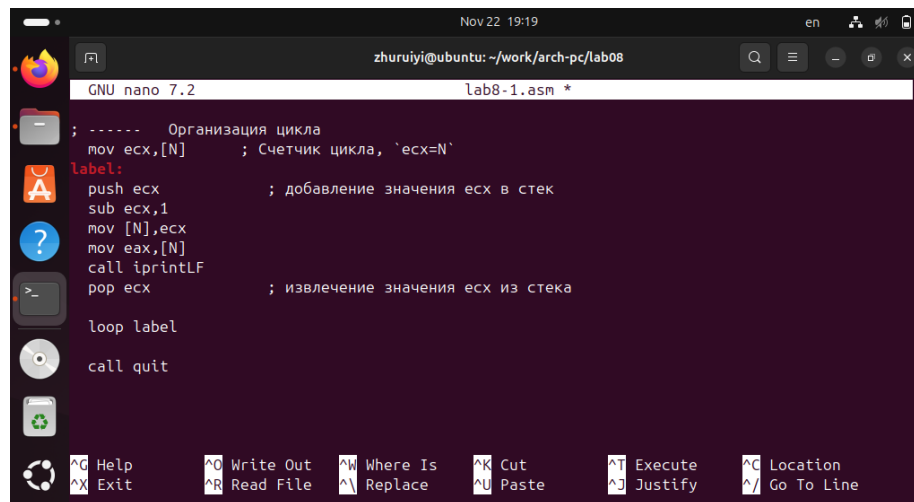 Nov 22 19:19
en
zhuruiyi@ubuntu: ~/work/arch-pc/lab08
GNU nano 7.2 lab8-1.asm *
; ------ Организация цикла
mov ecx,[N] ; Счетчик цикла, `ecx=N`
label:
push ecx ; добавление значения ecx в стек
sub ecx,1
mov [N],ecx
mov eax,[N]
call iprintLF
pop ecx ; извлечение значения ecx из стека
loop label
call quit
^G Help ^O Write Out ^W Where Is ^K Cut ^T Execute ^C Location
^X Exit ^R Read File ^\ Replace ^U Paste ^J Justify ^/ Go To Line